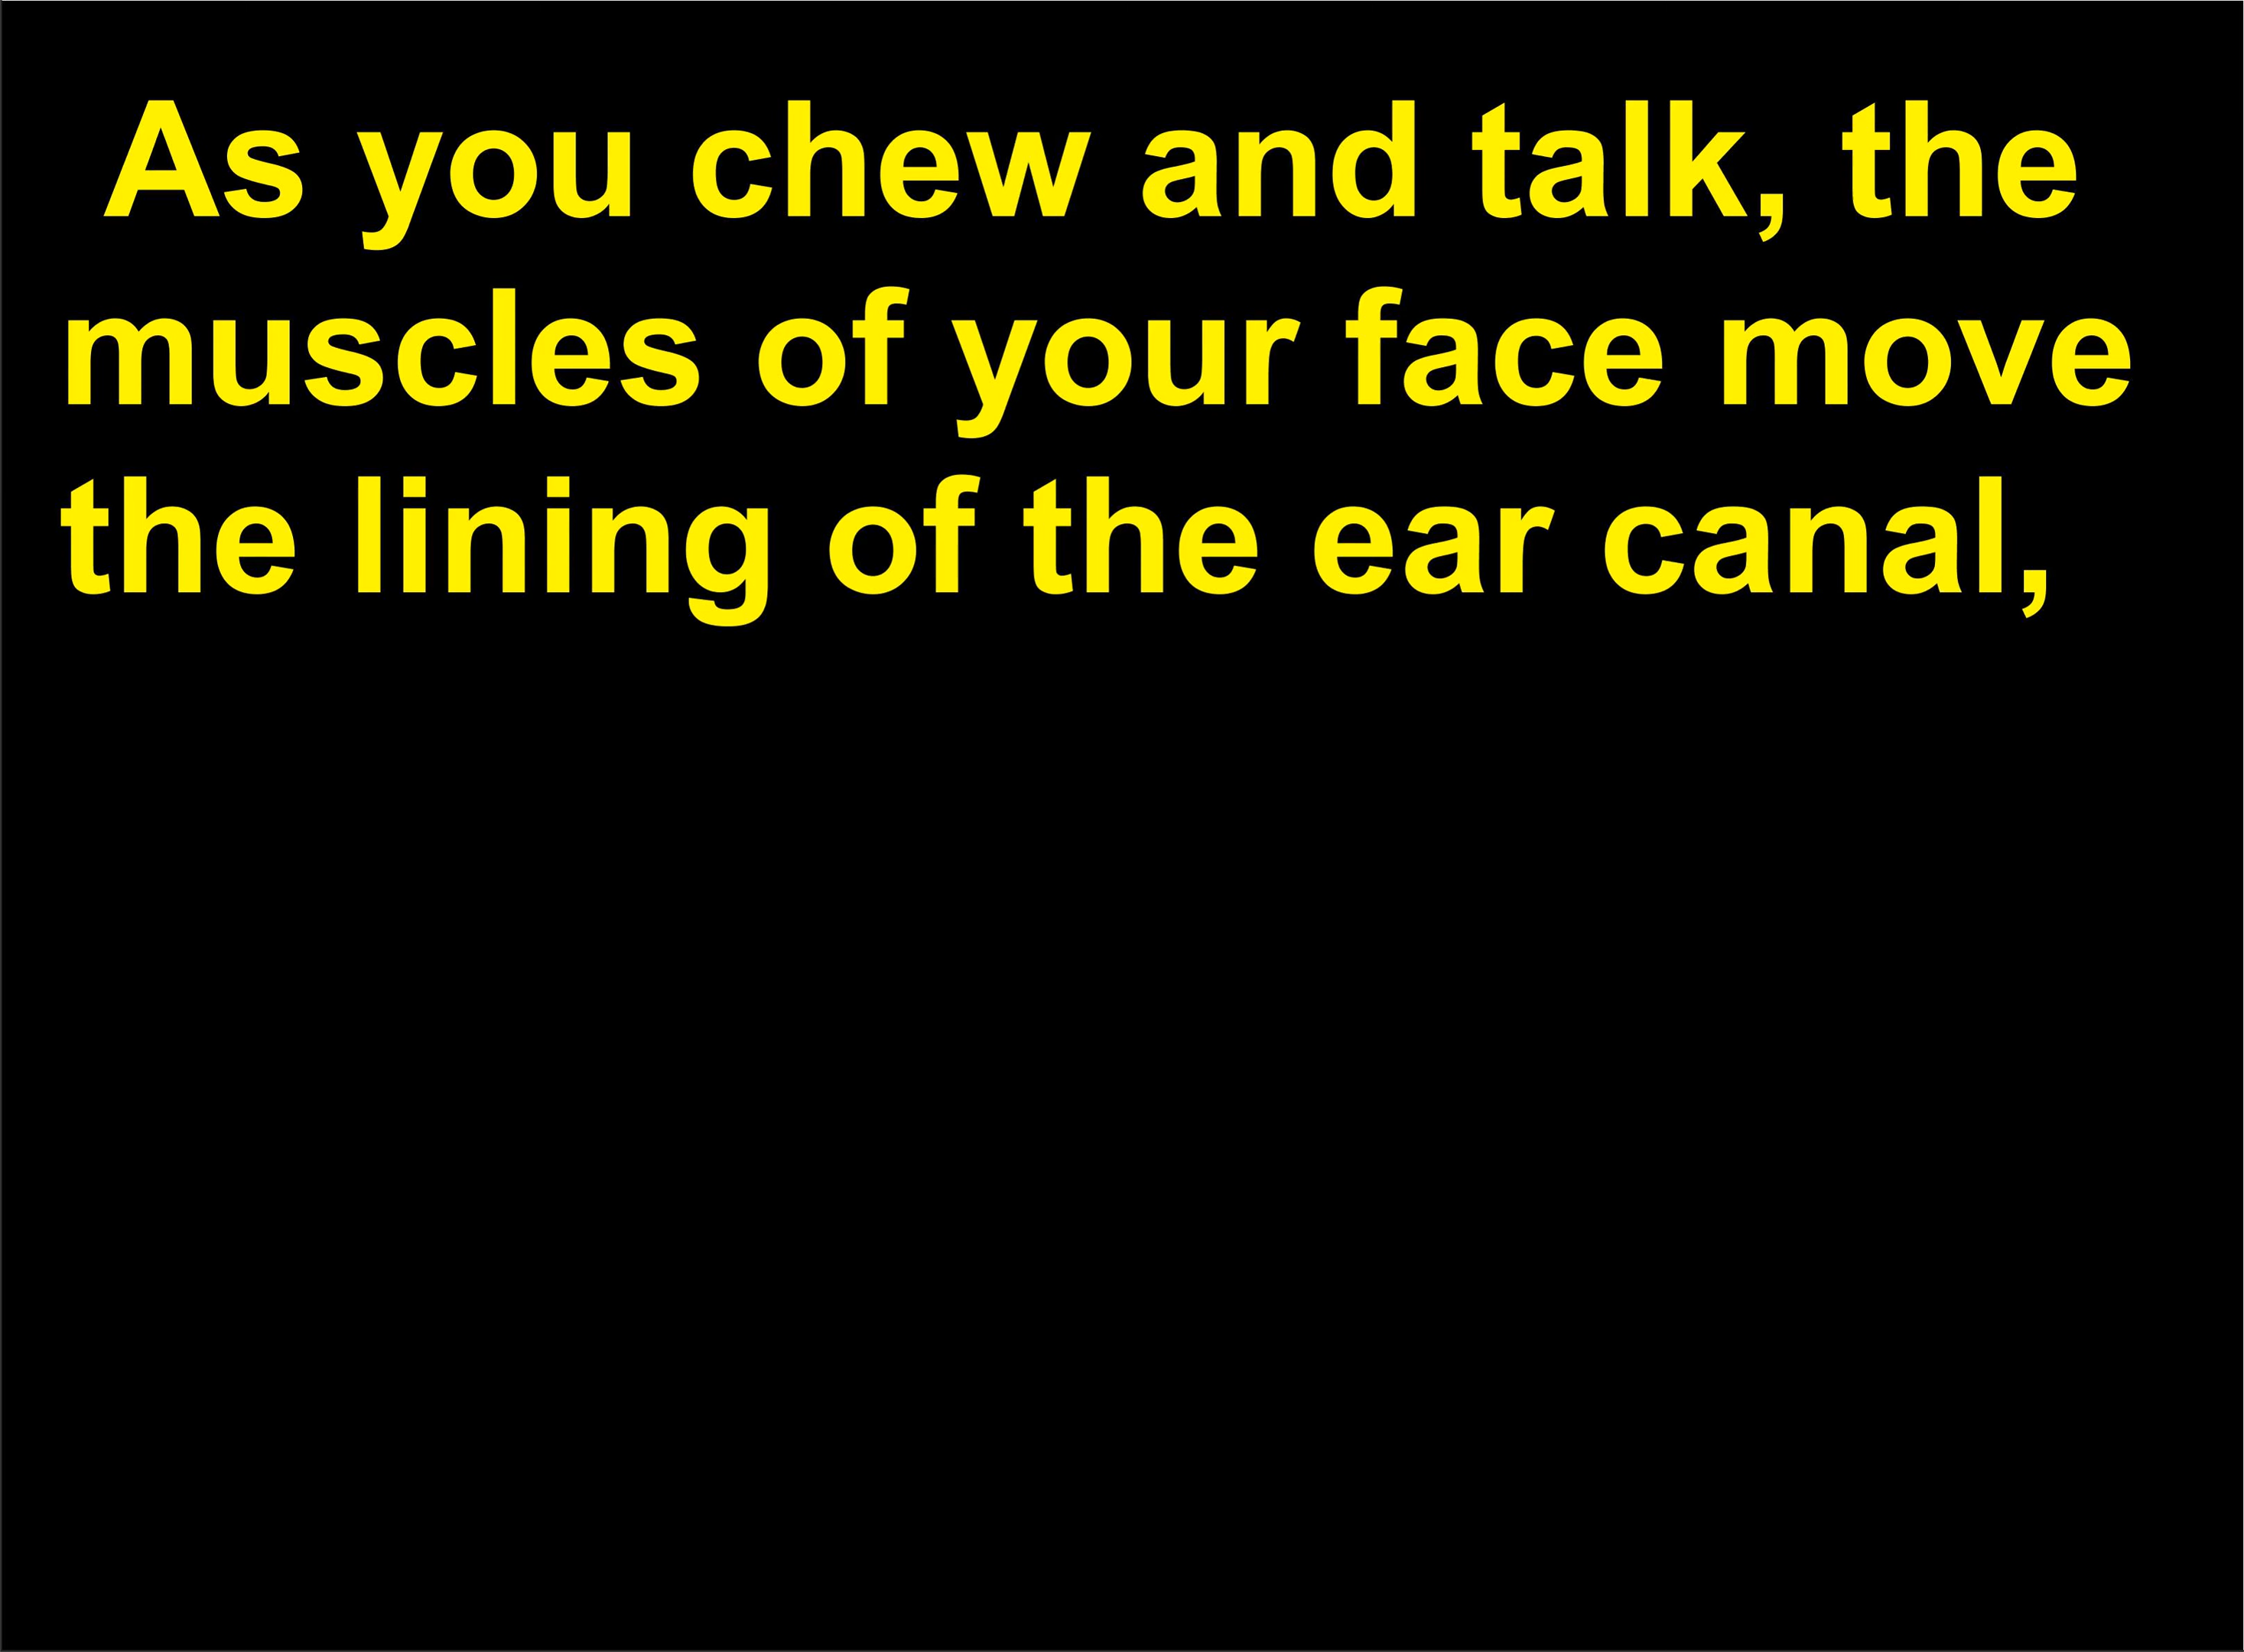 As you chew and talk, the
muscles of your face move
the lining of the ear canal,